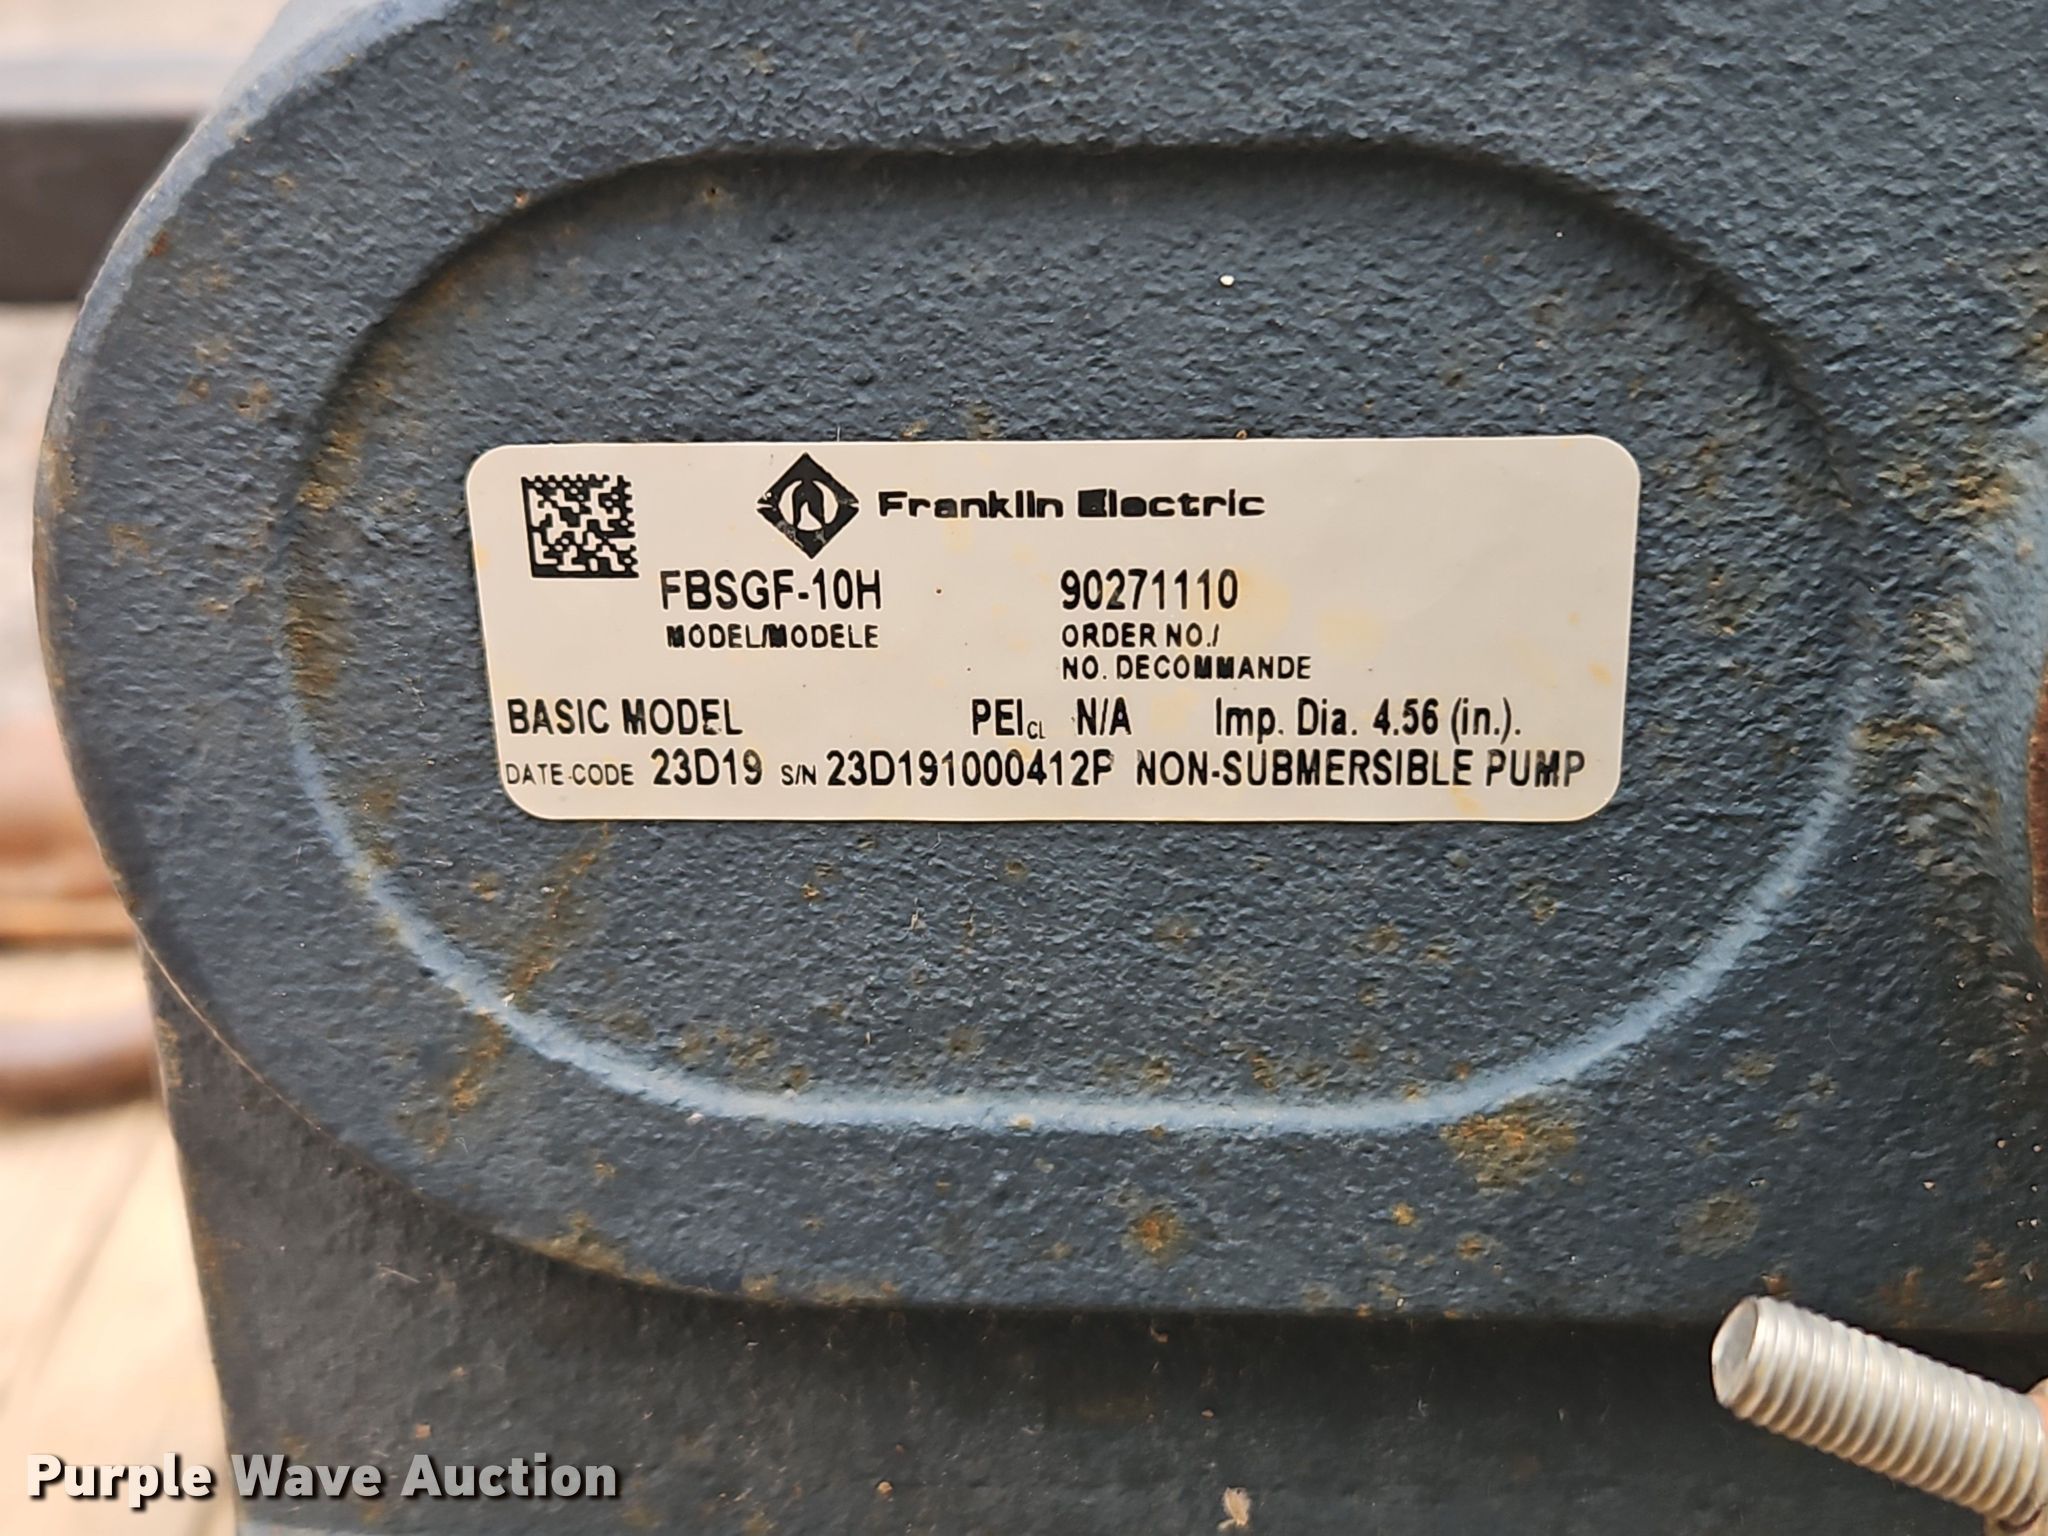 Franklin Electric
FBSGF-10H 90271110
MODEL/MODELE ORDER NO./
NO. DECOMMANDE
BASIC MODEL PEICL N/A Imp. Dia. 4.56 (in.).
DATE CODE 23D19 S/N 23D191000412P NON-SUBMERSIBLE PUMP
Purple Wave Auction